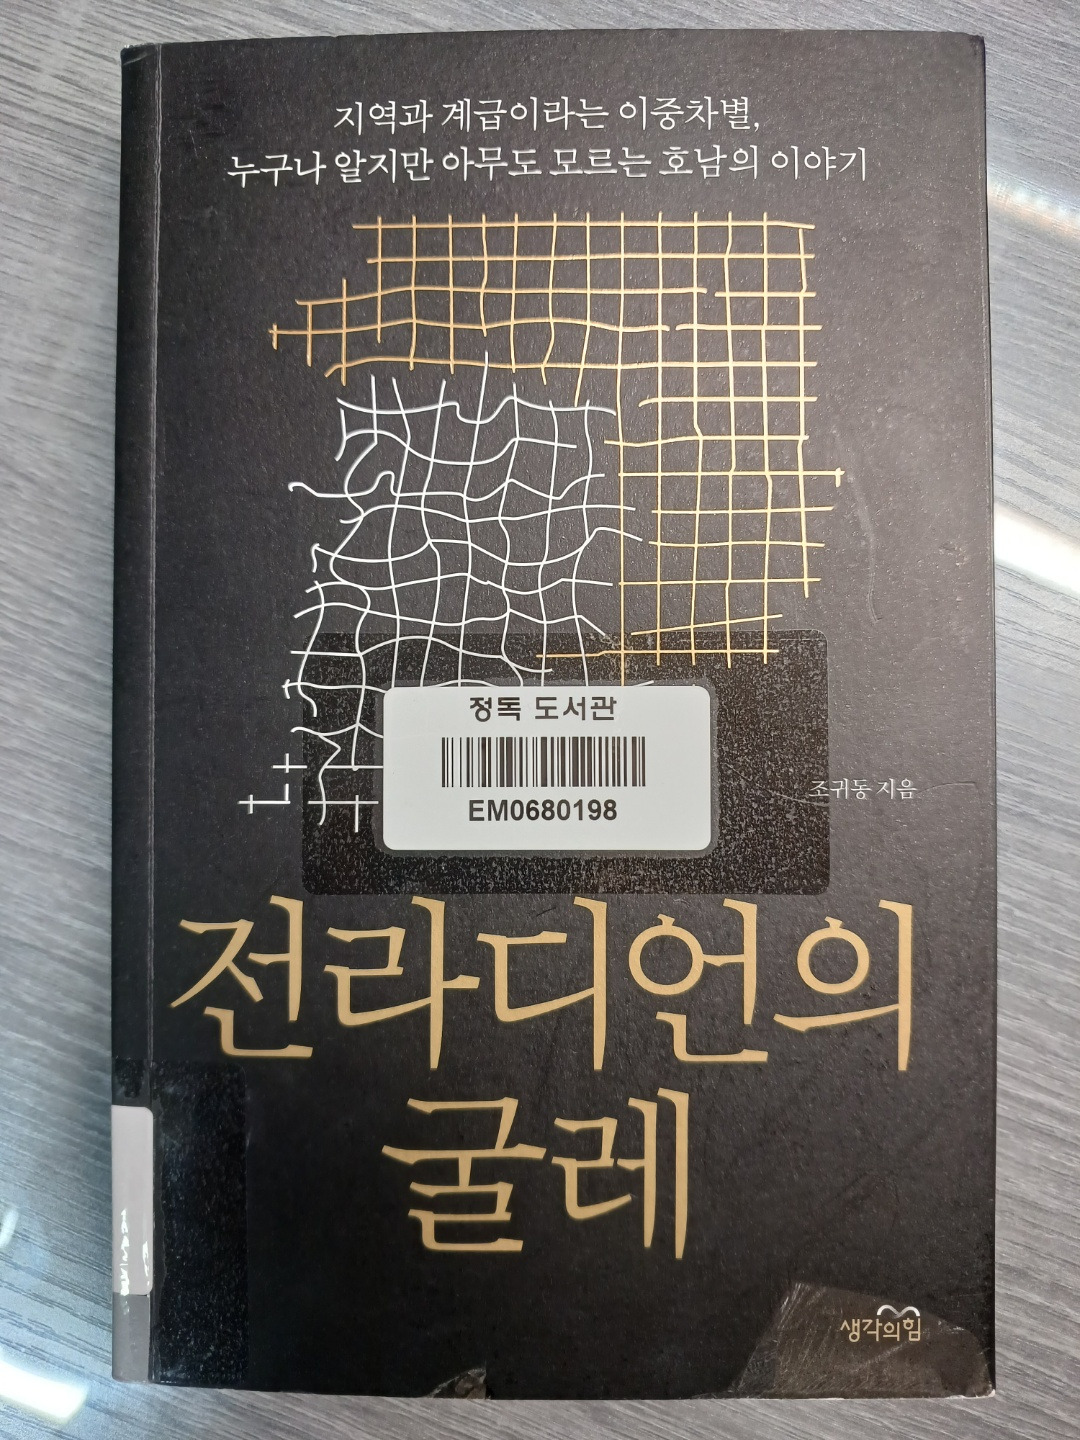 지역과 계급이라는 이중차별,
누구나 알지만 아무도 모르는 호남의 이야기
정독 도서관
EM0680198
조귀동 지음
전라디언의
굴레
생각의힘